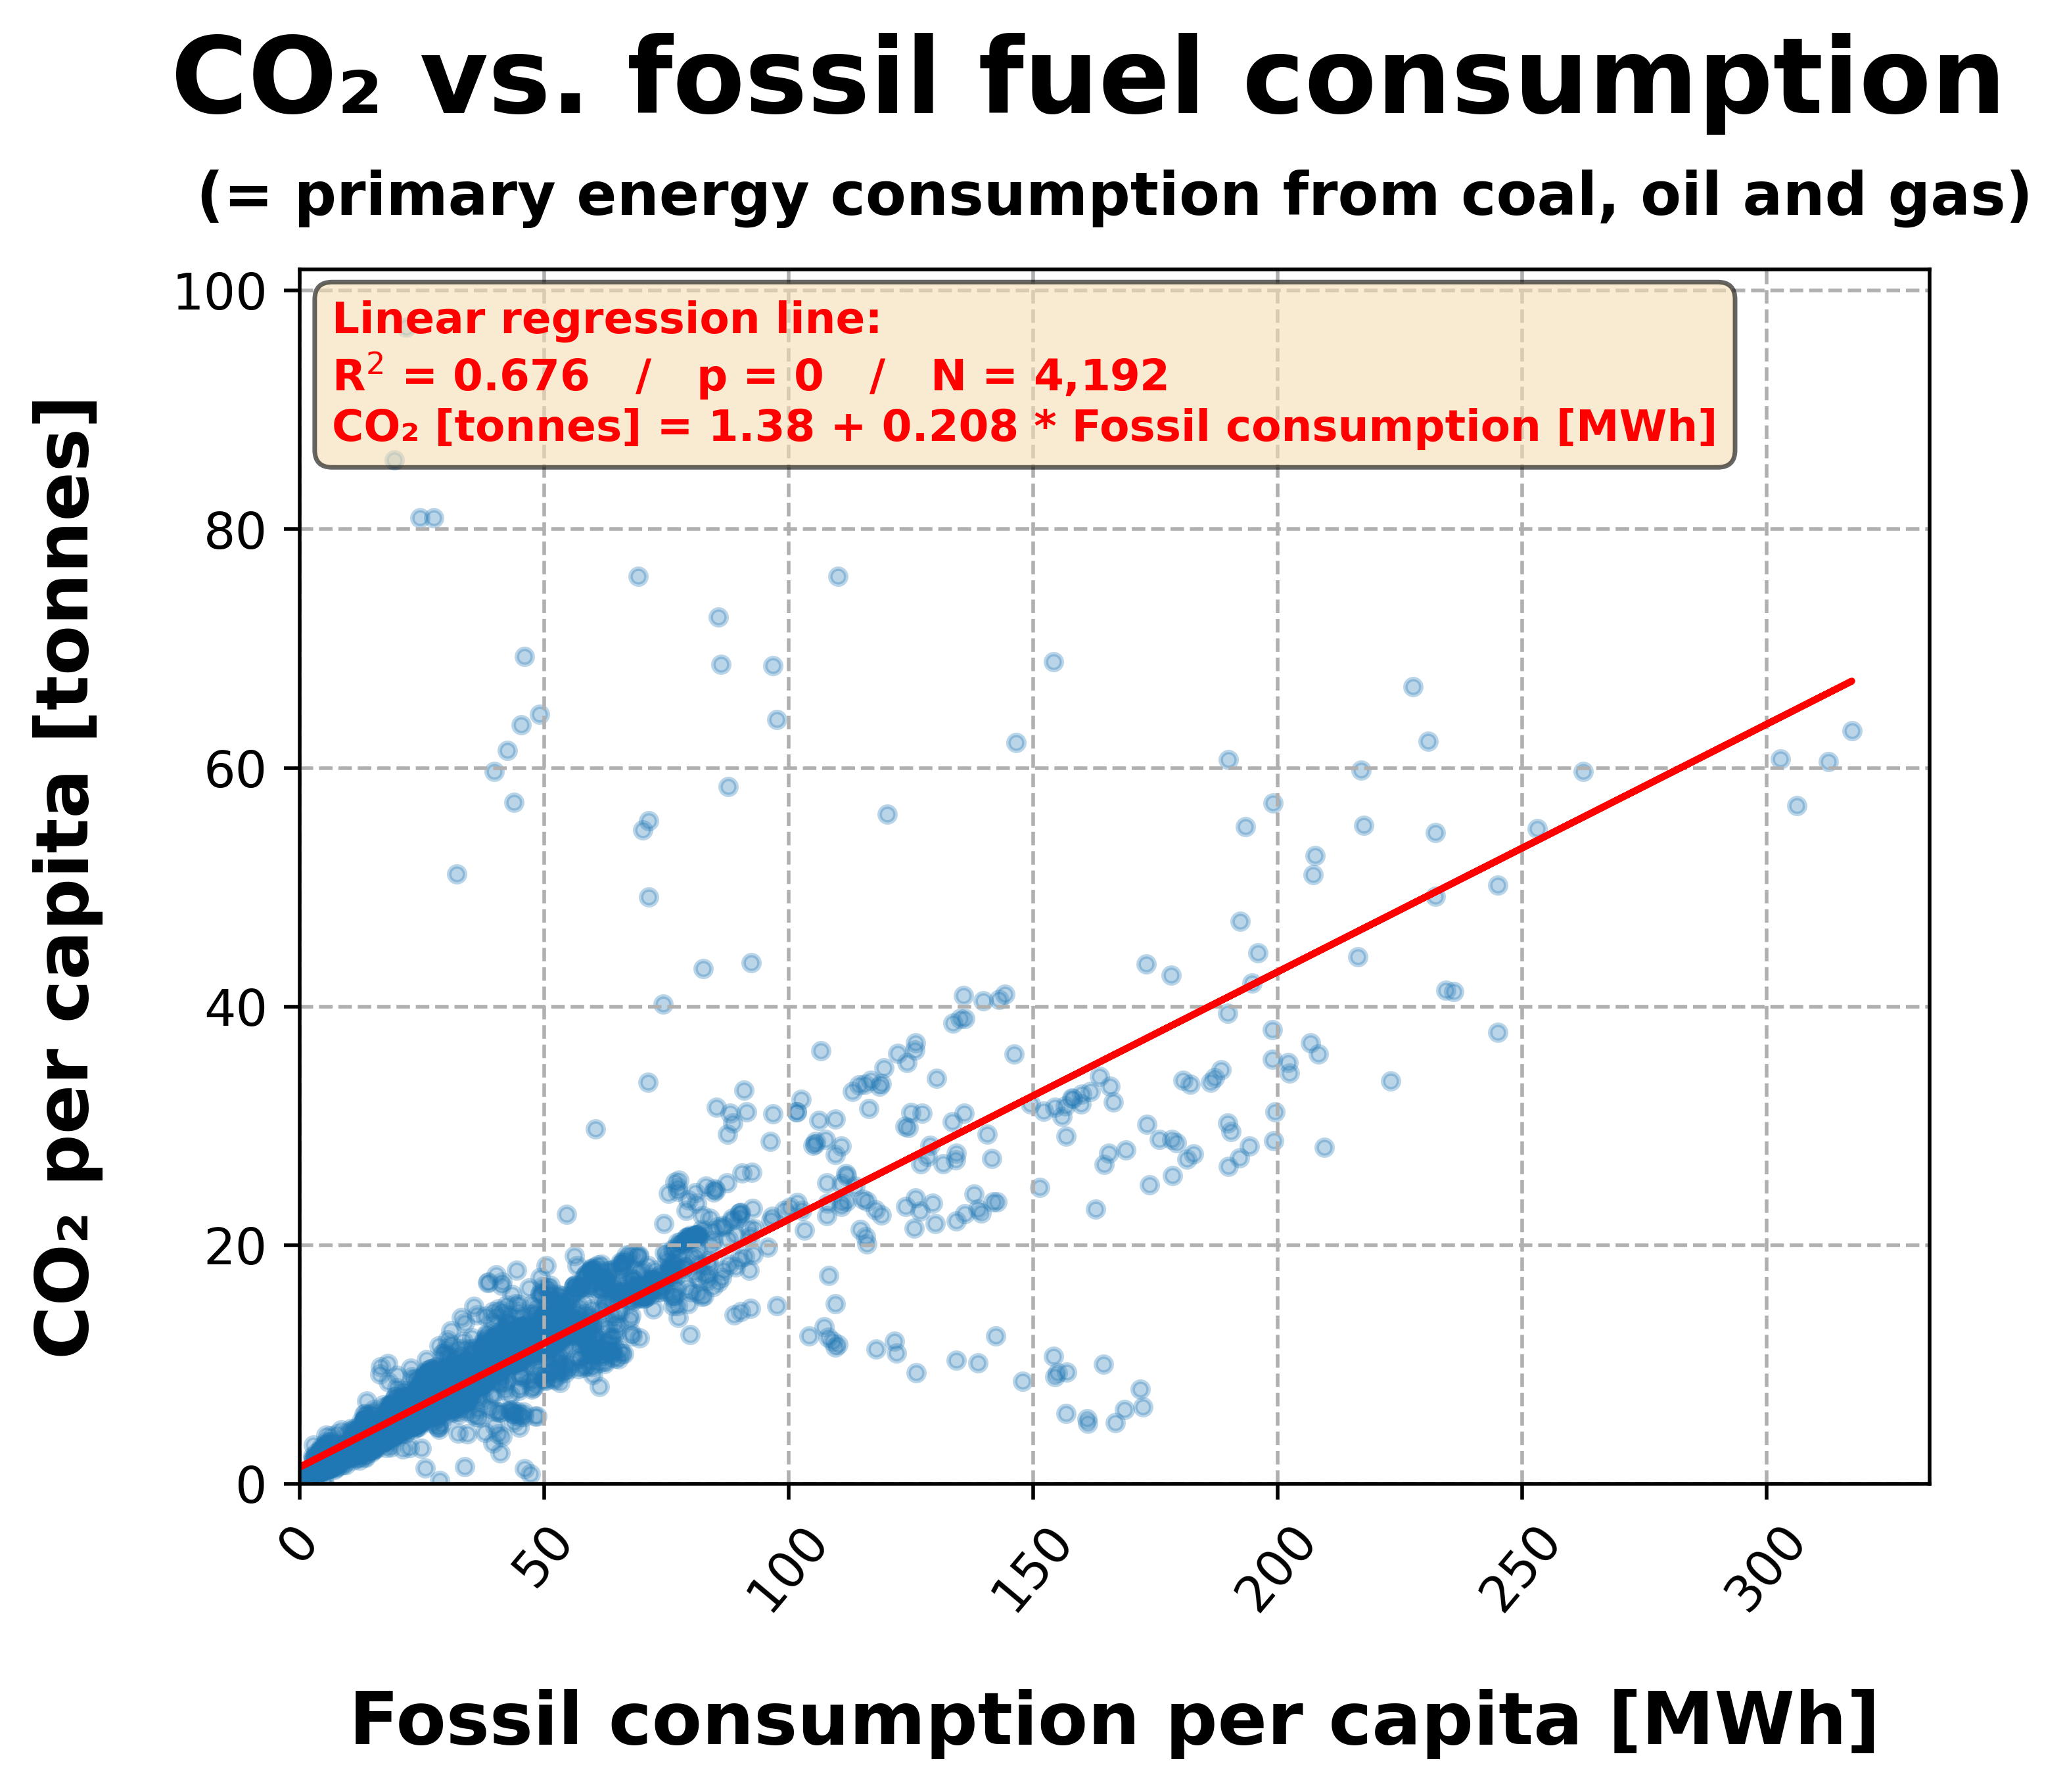 CO₂ vs. fossil fuel consumption
(= primary energy consumption from coal, oil and gas)
CO₂ per capita [tonnes]
100
80
60
40
20
0
Linear regression line:
R² = 0.676 / p = 0 / N = 4,192
CO₂ [tonnes] = 1.38 + 0.208 * Fossil consumption [MWh]
0
50
100
150
200
250
300
Fossil consumption per capita [MWh]